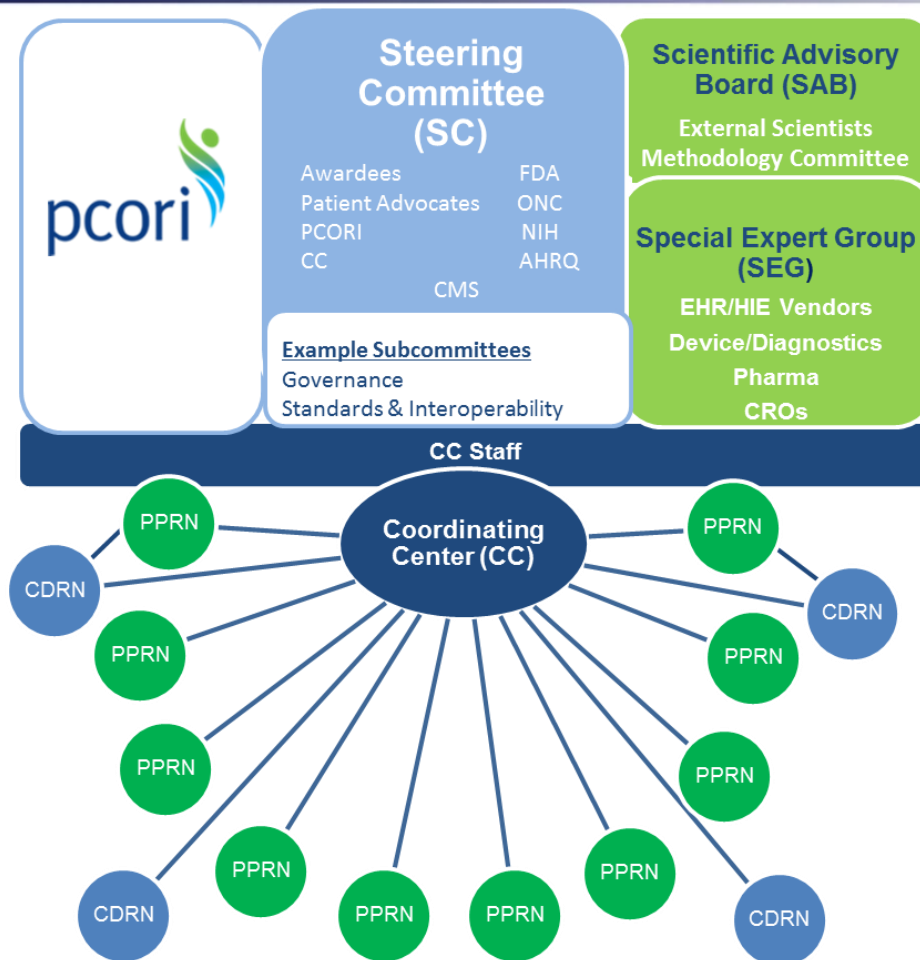 pcori
Steering
Committee
(SC)
Awardees FDA
Patient Advocates ONC
PCORI NIH
CC AHRQ
CMS
Example Subcommittees
Governance
Standards & Interoperability
Scientific Advisory
Board (SAB)
External Scientists
Methodology Committee
Special Expert Group
(SEG)
EHR/HIE Vendors
Device/Diagnostics
Pharma
CROs
CC Staff
Coordinating
Center (CC)
PPRN
PPRN
CDRN
CDRN
PPRN
PPRN
PPRN
PPRN
PPRN
PPRN
CDRN
PPRN
PPRN
CDRN